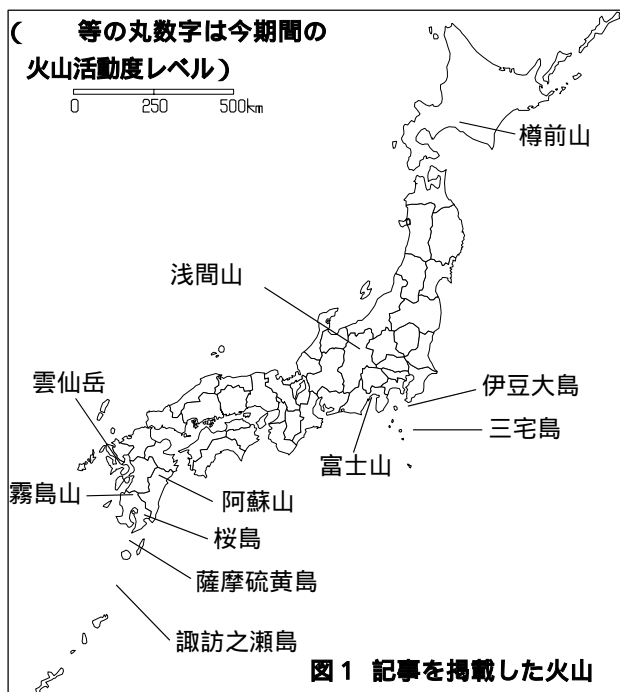 (　　等の丸数字は今期間の
火山活動度レベル)
0 250 500km
樽前山
浅間山
雲仙岳
伊豆大島
三宅島
富士山
霧島山
阿蘇山
桜島
薩摩硫黄島
諏訪之瀬島
図1 記事を掲載した火山